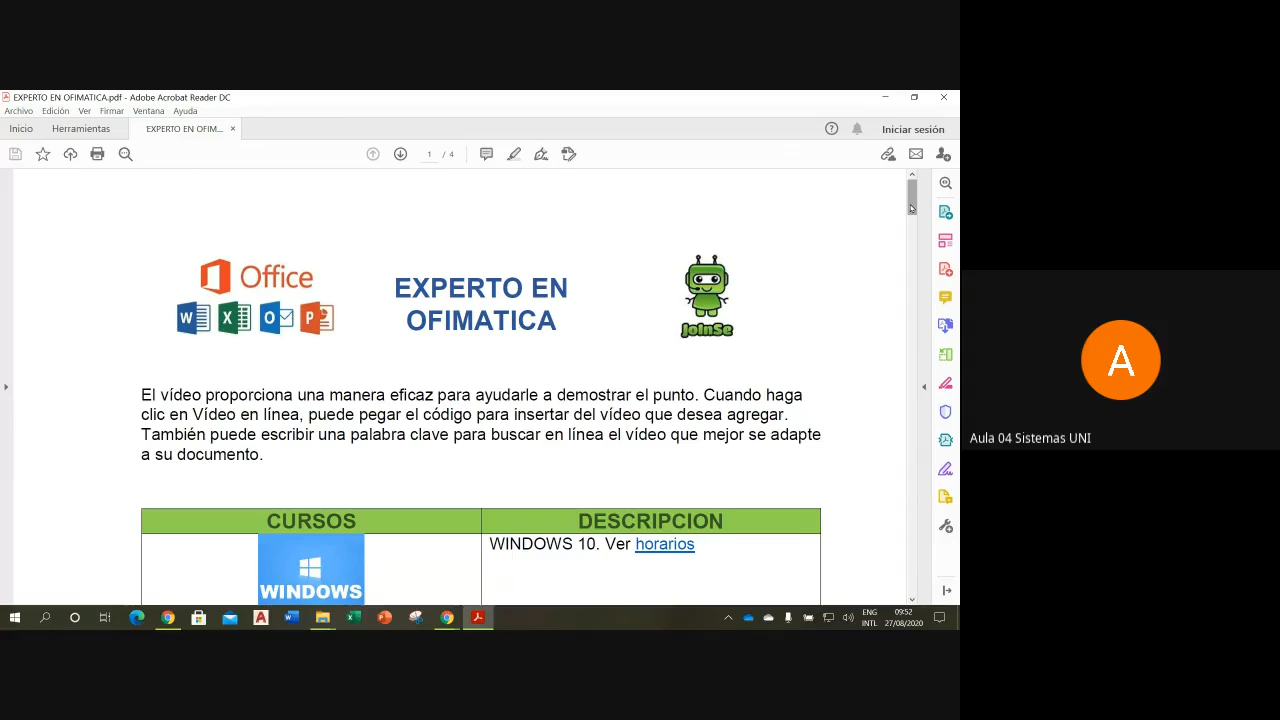 EXPERTO EN OFIMATICA.pdf - Adobe Acrobat Reader DC
Archivo Edición Ver Firmar Ventana Ayuda
Inicio Herramientas EXPERTO EN OFIM... × Iniciar sesión
1 / 4
Office
W X O P
EXPERTO EN
OFIMATICA
JoinSe
El vídeo proporciona una manera eficaz para ayudarle a demostrar el punto. Cuando haga
clic en Vídeo en línea, puede pegar el código para insertar del vídeo que desea agregar.
También puede escribir una palabra clave para buscar en línea el vídeo que mejor se adapte
a su documento.
CURSOS DESCRIPCION
WINDOWS
WINDOWS 10. Ver horarios
A
Aula 04 Sistemas UNI
ENG 09:52
INTL 27/08/2020